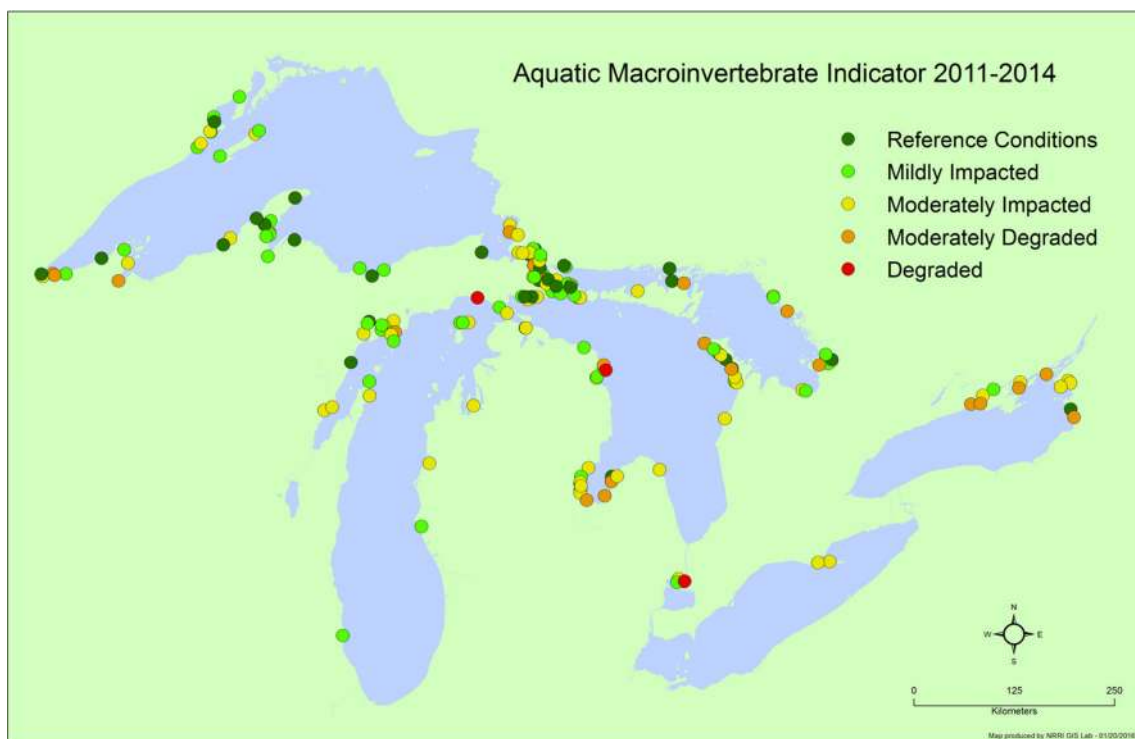 Aquatic Macroinvertebrate Indicator 2011-2014
Reference Conditions
Mildly Impacted
Moderately Impacted
Moderately Degraded
Degraded
N
W E
S
0 125 250
Kilometers
Map produced by NRRI GIS Lab - 01/20/2016